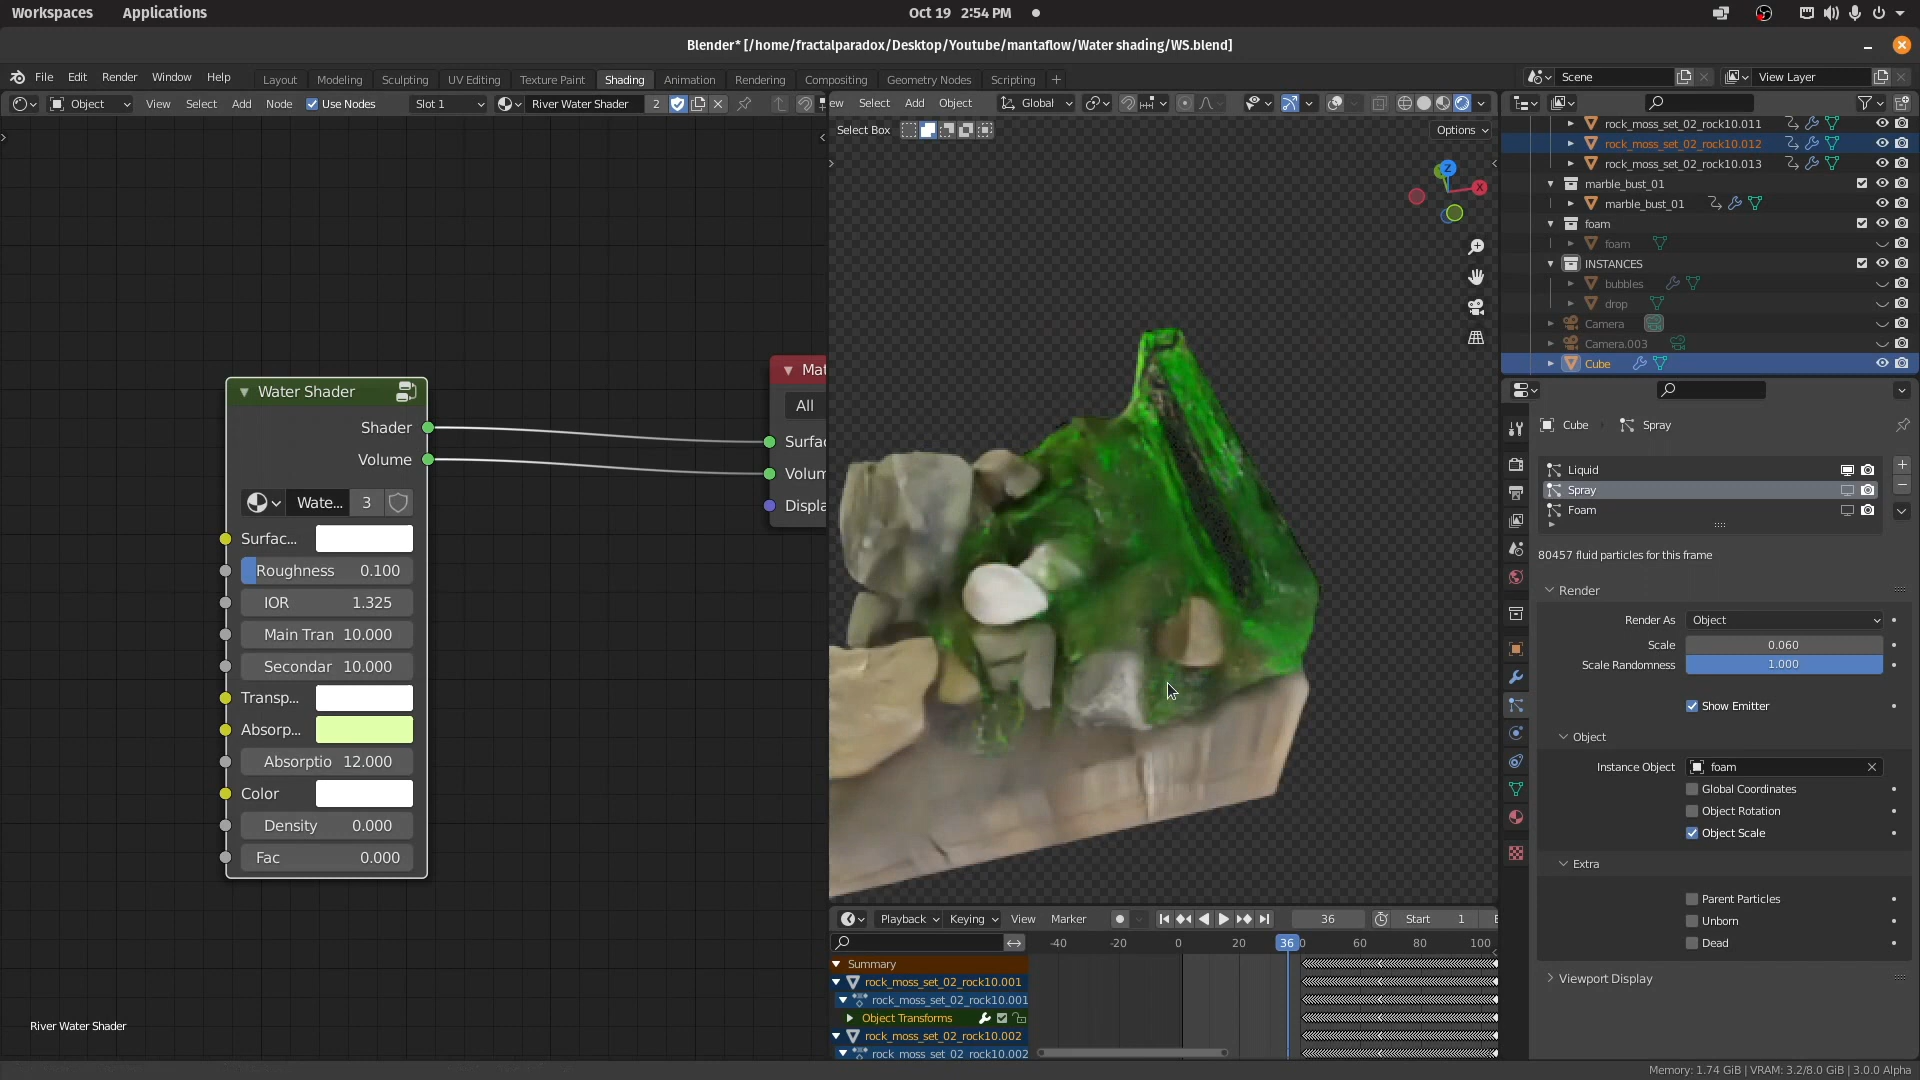 Workspaces Applications Oct 19 2:54 PM
Blender* [/home/fractalparadox/Desktop/Youtube/mantaflow/Water shading/WS.blend]
File Edit Render Window Help Layout Modeling Sculpting UV Editing Texture Paint Shading Animation Rendering Compositing Geometry Nodes Scripting + Scene View Layer
Object View Select Add Node Use Nodes Slot 1 River Water Shader 2
ew Select Add Object Global
Select Box Options
Z
X
Water Shader
Shader
Volume
Wate... 3
Surfac...
Roughness 0.100
IOR 1.325
Main Tran 10.000
Secondar 10.000
Transp...
Absorp...
Absorptio 12.000
Color
Density 0.000
Fac 0.000
Mat
All
Surfac
Volum
Displa
River Water Shader
rock_moss_set_02_rock10.011
rock_moss_set_02_rock10.012
rock_moss_set_02_rock10.013
marble_bust_01
marble_bust_01
foam
foam
INSTANCES
bubbles
drop
Camera
Camera.003
Cube
Cube Spray
Liquid
Spray
Foam
80457 fluid particles for this frame
Render
Render As Object
Scale 0.060
Scale Randomness 1.000
Show Emitter
Object
Instance Object foam
Global Coordinates
Object Rotation
Object Scale
Extra
Parent Particles
Unborn
Dead
Viewport Display
Playback Keying View Marker 36 Start 1 E
-40 -20 0 20 36 0 60 80 100
Summary
rock_moss_set_02_rock10.001
rock_moss_set_02_rock10.001
Object Transforms
rock_moss_set_02_rock10.002
rock_moss_set_02_rock10.002
Memory: 1.74 GiB | VRAM: 3.2/8.0 GiB | 3.0.0 Alpha